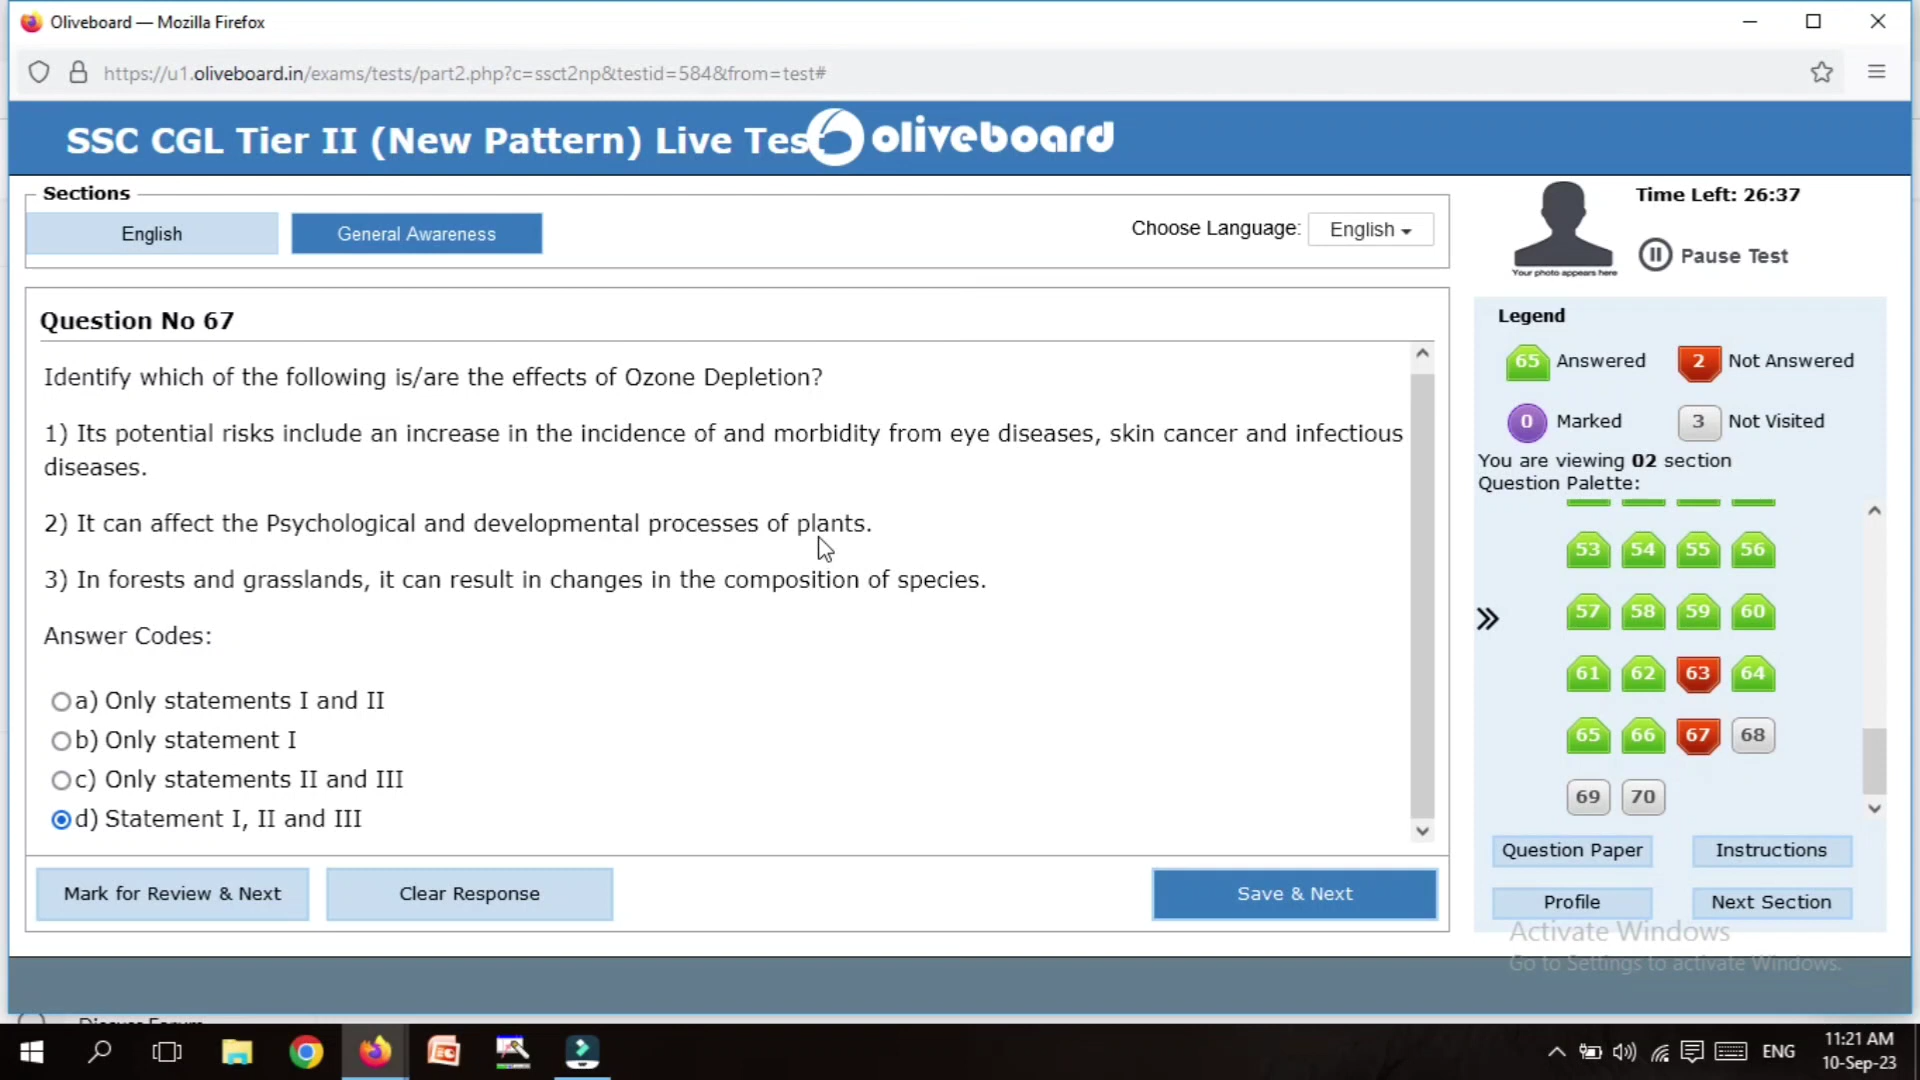 Oliveboard — Mozilla Firefox
https://u1.oliveboard.in/exams/tests/part2.php?c=ssct2np&testid=584&from=test#
SSC CGL Tier II (New Pattern) Live Tes
oliveboard
Sections
English
General Awareness
Choose Language:
English
Your photo appears here
Time Left: 26:37
Pause Test
Question No 67
Identify which of the following is/are the effects of Ozone Depletion?
1) Its potential risks include an increase in the incidence of and morbidity from eye diseases, skin cancer and infectious
diseases.
2) It can affect the Psychological and developmental processes of plants.
3) In forests and grasslands, it can result in changes in the composition of species.
Answer Codes:
a) Only statements I and II
b) Only statement I
c) Only statements II and III
d) Statement I, II and III
Mark for Review & Next
Clear Response
Save & Next
Legend
65 Answered
2 Not Answered
0 Marked
3 Not Visited
You are viewing 02 section
Question Palette:
53 54 55 56
57 58 59 60
61 62 63 64
65 66 67 68
69 70
Question Paper
Instructions
Profile
Next Section
Activate Windows
Go to Settings to activate Windows.
ENG
11:21 AM
10-Sep-23